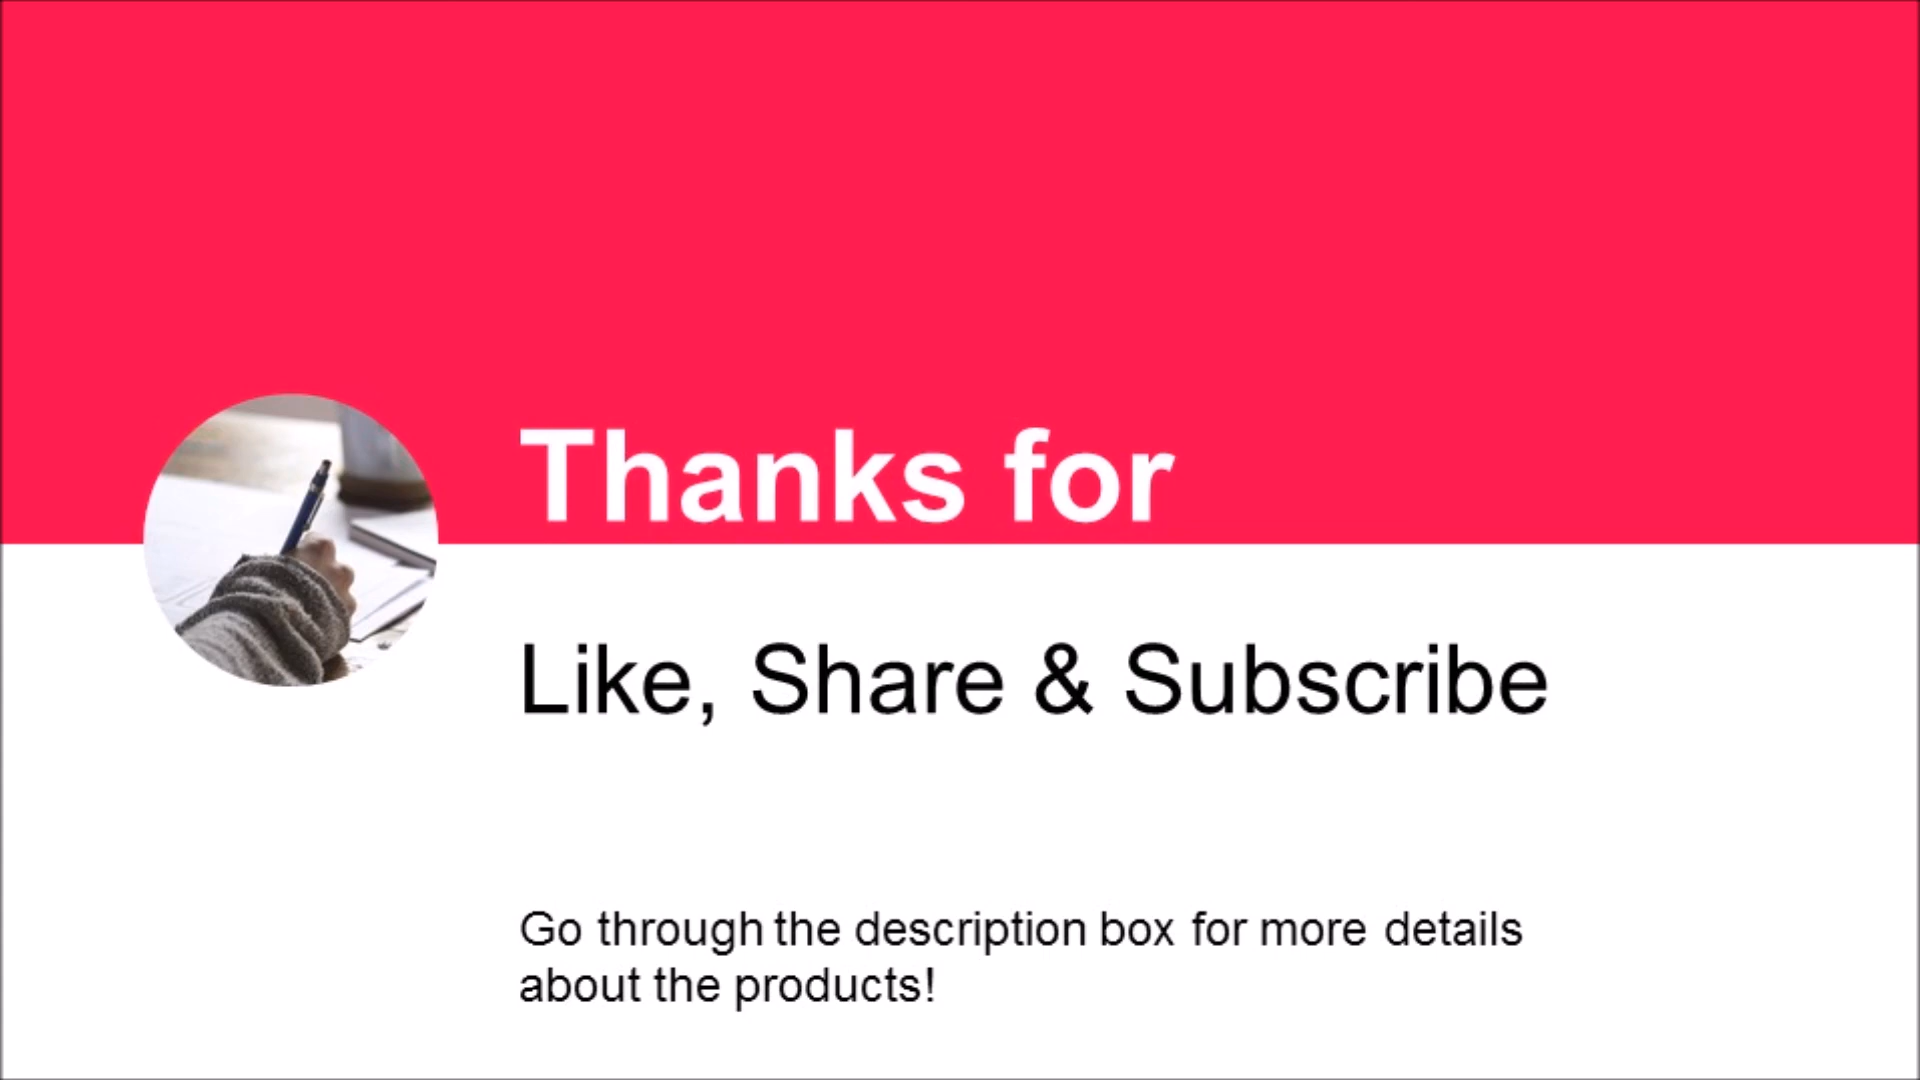 Thanks for
Like, Share & Subscribe
Go through the description box for more details
about the products!